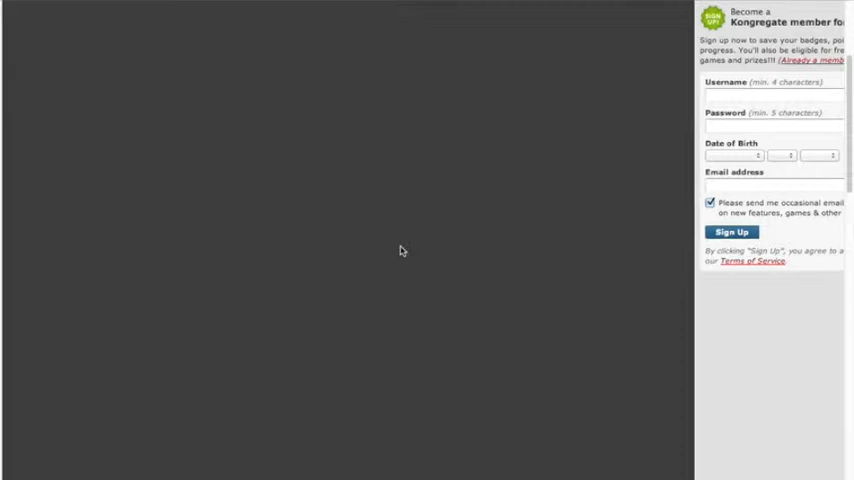 SIGN UP!
Become a
Kongregate member fo
Sign up now to save your badges, poi
progress. You'll also be eligible for fre
games and prizes!!! (Already a memb
Username (min. 4 characters)
Password (min. 5 characters)
Date of Birth
Email address
Please send me occasional email
on new features, games & other
Sign Up
By clicking "Sign Up", you agree to a
our Terms of Service.